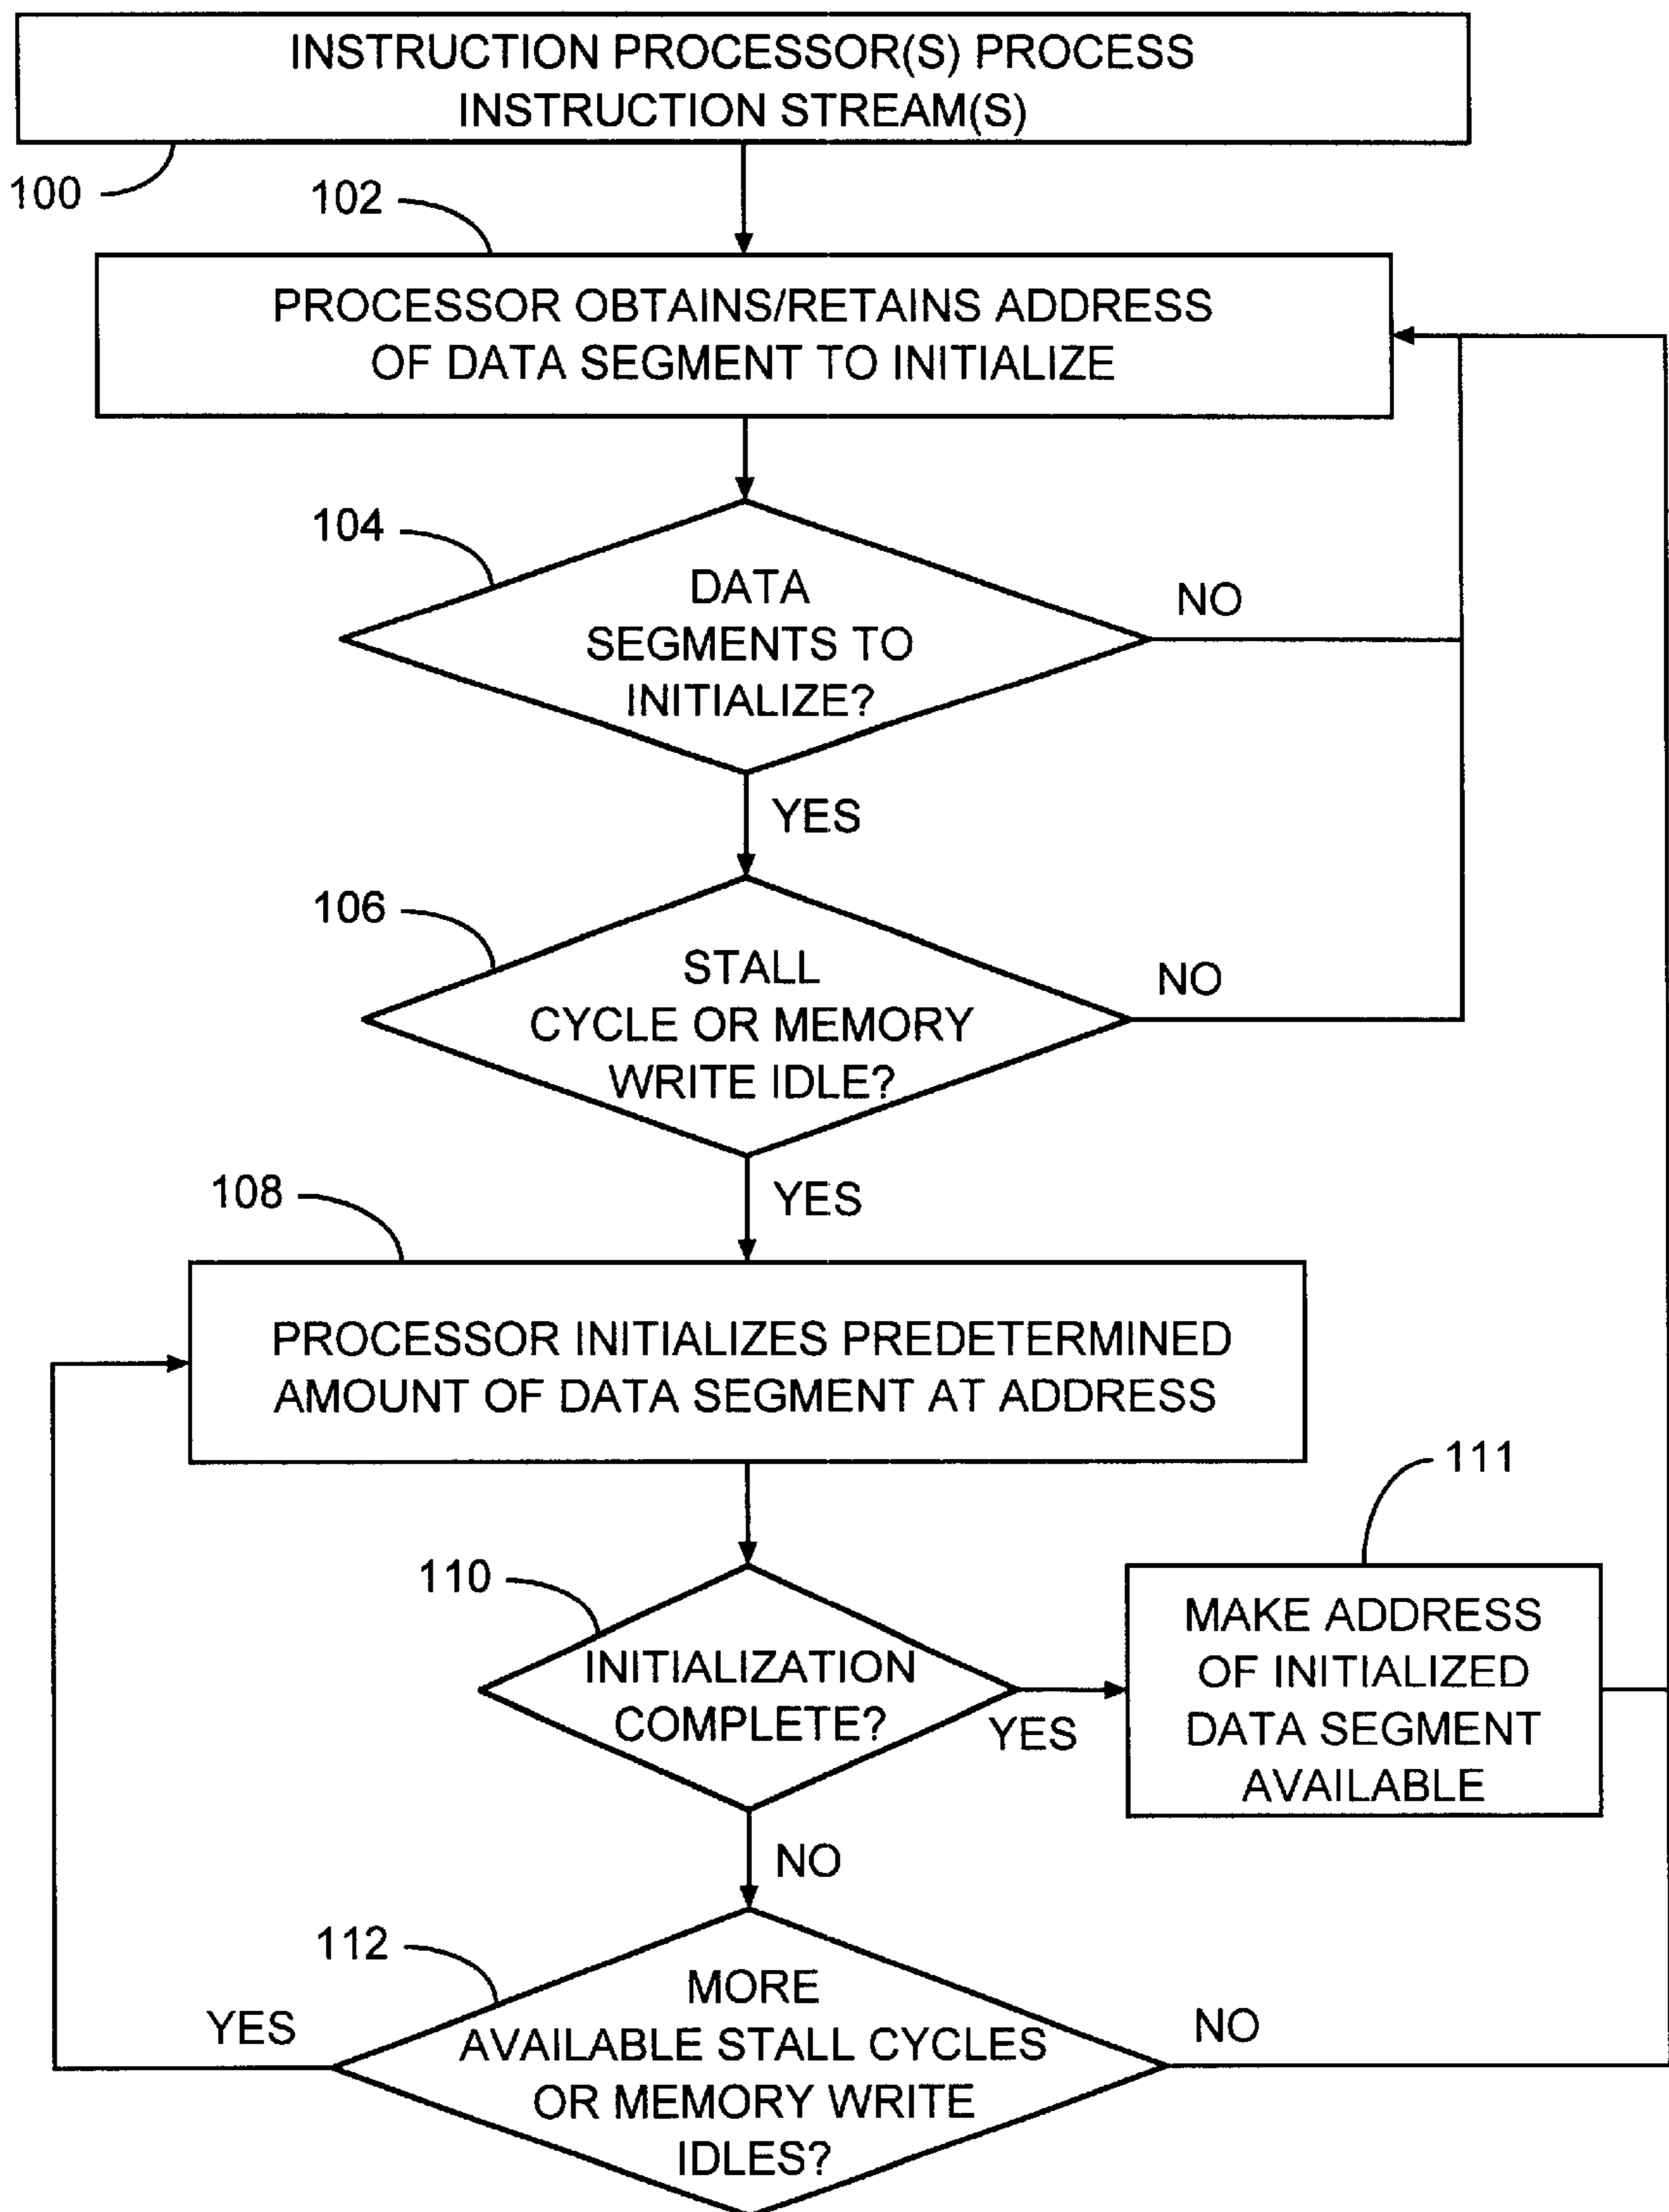 INSTRUCTION PROCESSOR(S) PROCESS
INSTRUCTION STREAM(S)
100
102
PROCESSOR OBTAINS/RETAINS ADDRESS
OF DATA SEGMENT TO INITIALIZE
104
DATA
SEGMENTS TO
INITIALIZE?
NO
YES
106
STALL
CYCLE OR MEMORY
WRITE IDLE?
NO
YES
108
PROCESSOR INITIALIZES PREDETERMINED
AMOUNT OF DATA SEGMENT AT ADDRESS
110
INITIALIZATION
COMPLETE?
YES
111
MAKE ADDRESS
OF INITIALIZED
DATA SEGMENT
AVAILABLE
NO
112
MORE
AVAILABLE STALL CYCLES
OR MEMORY WRITE
IDLES?
YES
NO